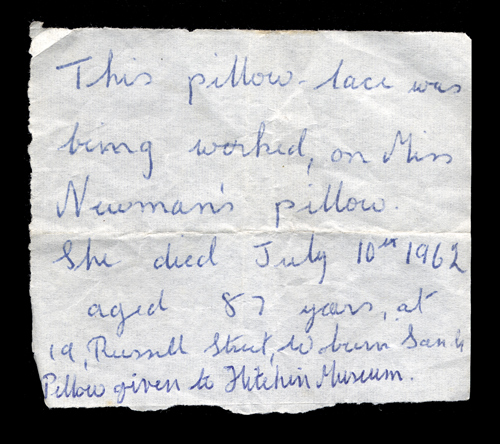 This pillow-lace was
being worked, on Miss
Newman's pillow.
She died July 10th 1962
aged 87 years, at
19, Russell Street, Woburn Sands
Pillow given to Hitchin Museum.